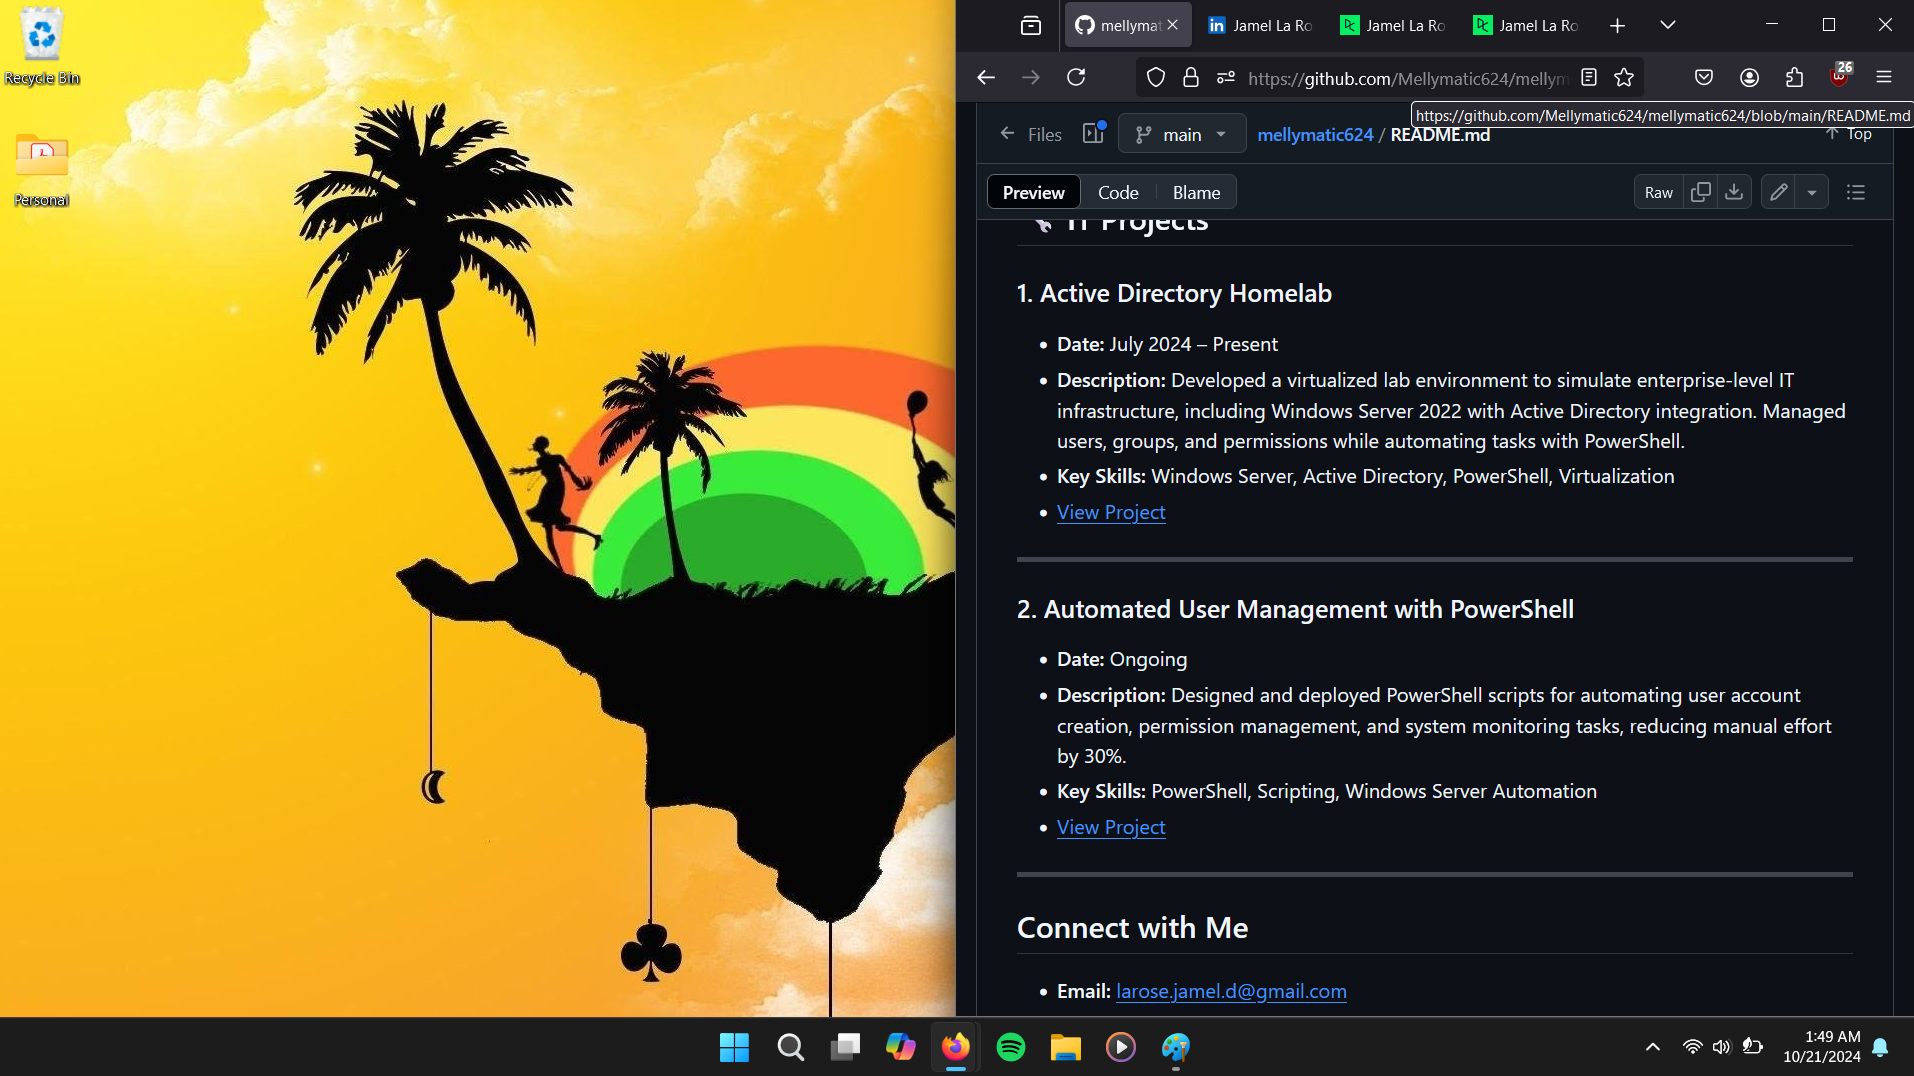 Recycle Bin
Personal
mellymat
Jamel La Ro
Jamel La Ro
Jamel La Ro
https://github.com/Mellymatic624/mellym
26
https://github.com/Mellymatic624/mellymatic624/blob/main/README.md
Files
main
mellymatic624 / README.md
Top
Preview
Code
Blame
Raw
IT Projects
1. Active Directory Homelab
• Date: July 2024 – Present
• Description: Developed a virtualized lab environment to simulate enterprise-level IT
infrastructure, including Windows Server 2022 with Active Directory integration. Managed
users, groups, and permissions while automating tasks with PowerShell.
• Key Skills: Windows Server, Active Directory, PowerShell, Virtualization
• View Project
2. Automated User Management with PowerShell
• Date: Ongoing
• Description: Designed and deployed PowerShell scripts for automating user account
creation, permission management, and system monitoring tasks, reducing manual effort
by 30%.
• Key Skills: PowerShell, Scripting, Windows Server Automation
• View Project
Connect with Me
• Email: larose.jamel.d@gmail.com
1:49 AM
10/21/2024